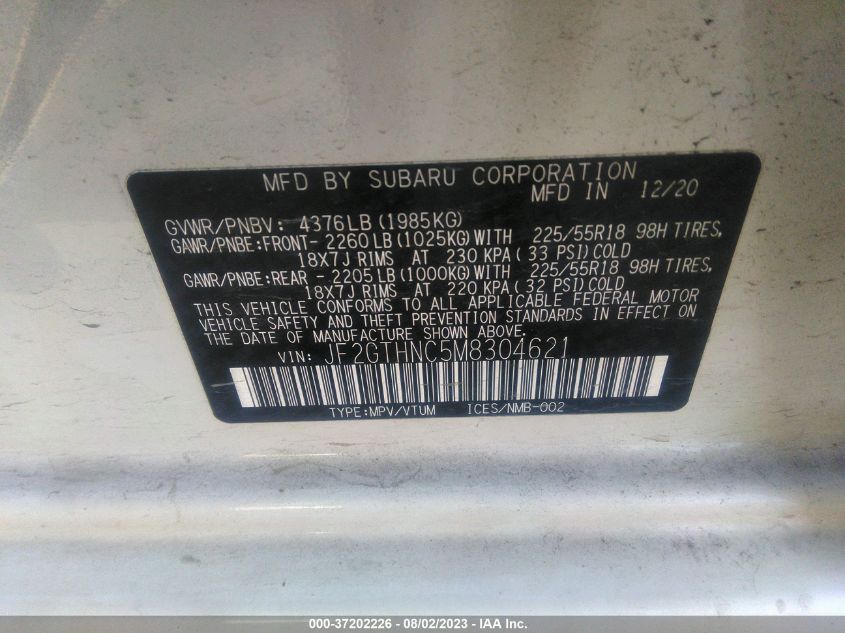 MFD BY SUBARU CORPORATION
MFD IN 12/20
GVWR/PNBV: 4376LB(1985KG)
GAWR/PNBE:FRONT- 2260LB(1025KG)WITH 225/55R18 98H TIRES,
18X7J RIMS AT 230 KPA( 33 PSI)COLD
GAWR/PNBE:REAR - 2205LB(1000KG)WITH 225/55R18 98H TIRES,
18X7J RIMS AT 220 KPA( 32 PSI)COLD
THIS VEHICLE CONFORMS TO ALL APPLICABLE FEDERAL MOTOR
VEHICLE SAFETY AND THEFT PREVENTION STANDARDS IN EFFECT ON
THE DATE OF MANUFACTURE SHOWN ABOVE.
VIN: JF2GTHNC5M8304621
TYPE:MPV/VTUM ICES/NMB-002
000-37202226 - 08/02/2023 - IAA Inc.